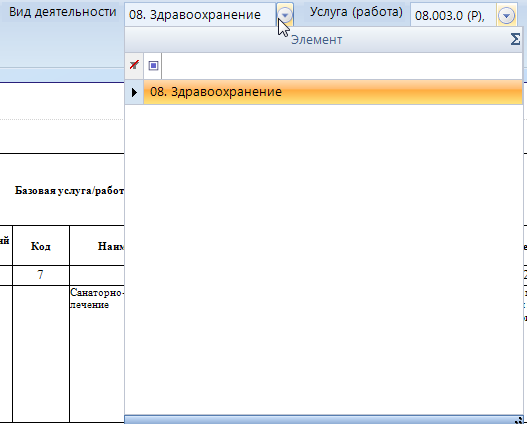 Вид деятельности 08. Здравоохранение Услуга (работа) 08.003.0 (Р),
Элемент Σ
08. Здравоохранение
Базовая услуга/работ
ий Код Наим
7
Санаторно-
лечение